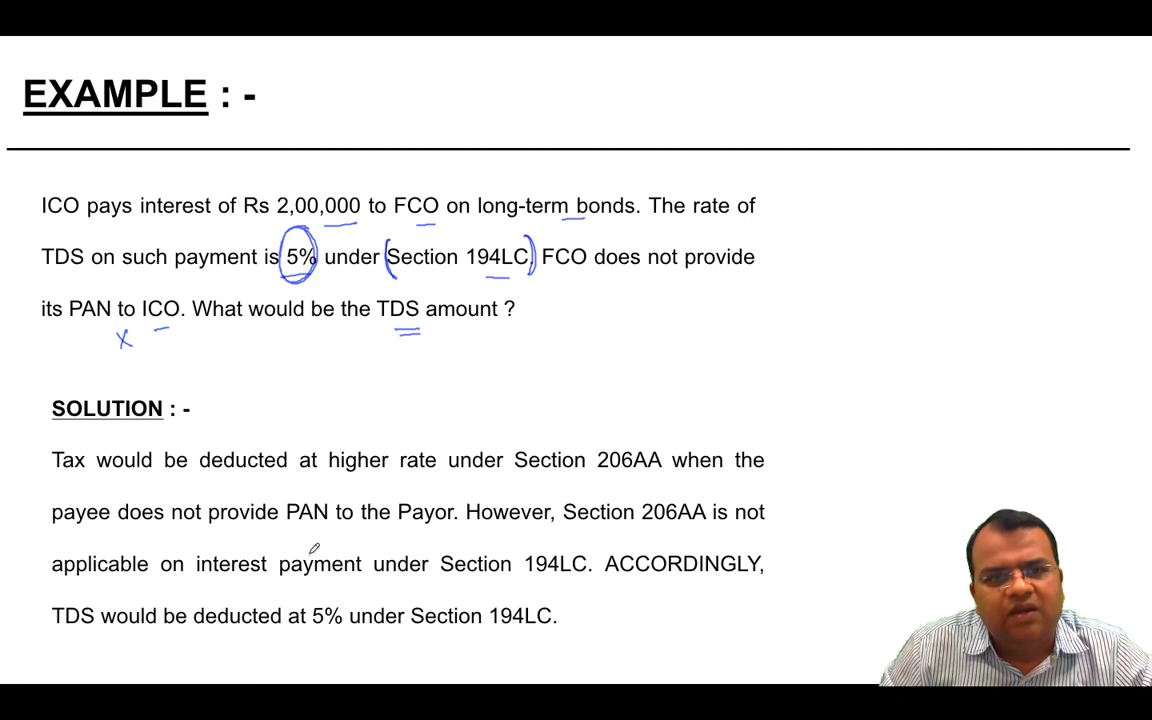 EXAMPLE : -
ICO pays interest of Rs 2,00,000 to FCO on long-term bonds. The rate of
TDS on such payment is 5% under (Section 194LC) FCO does not provide
its PAN to ICO. What would be the TDS amount ?
x
SOLUTION : -
Tax would be deducted at higher rate under Section 206AA when the
payee does not provide PAN to the Payor. However, Section 206AA is not
applicable on interest payment under Section 194LC. ACCORDINGLY,
TDS would be deducted at 5% under Section 194LC.